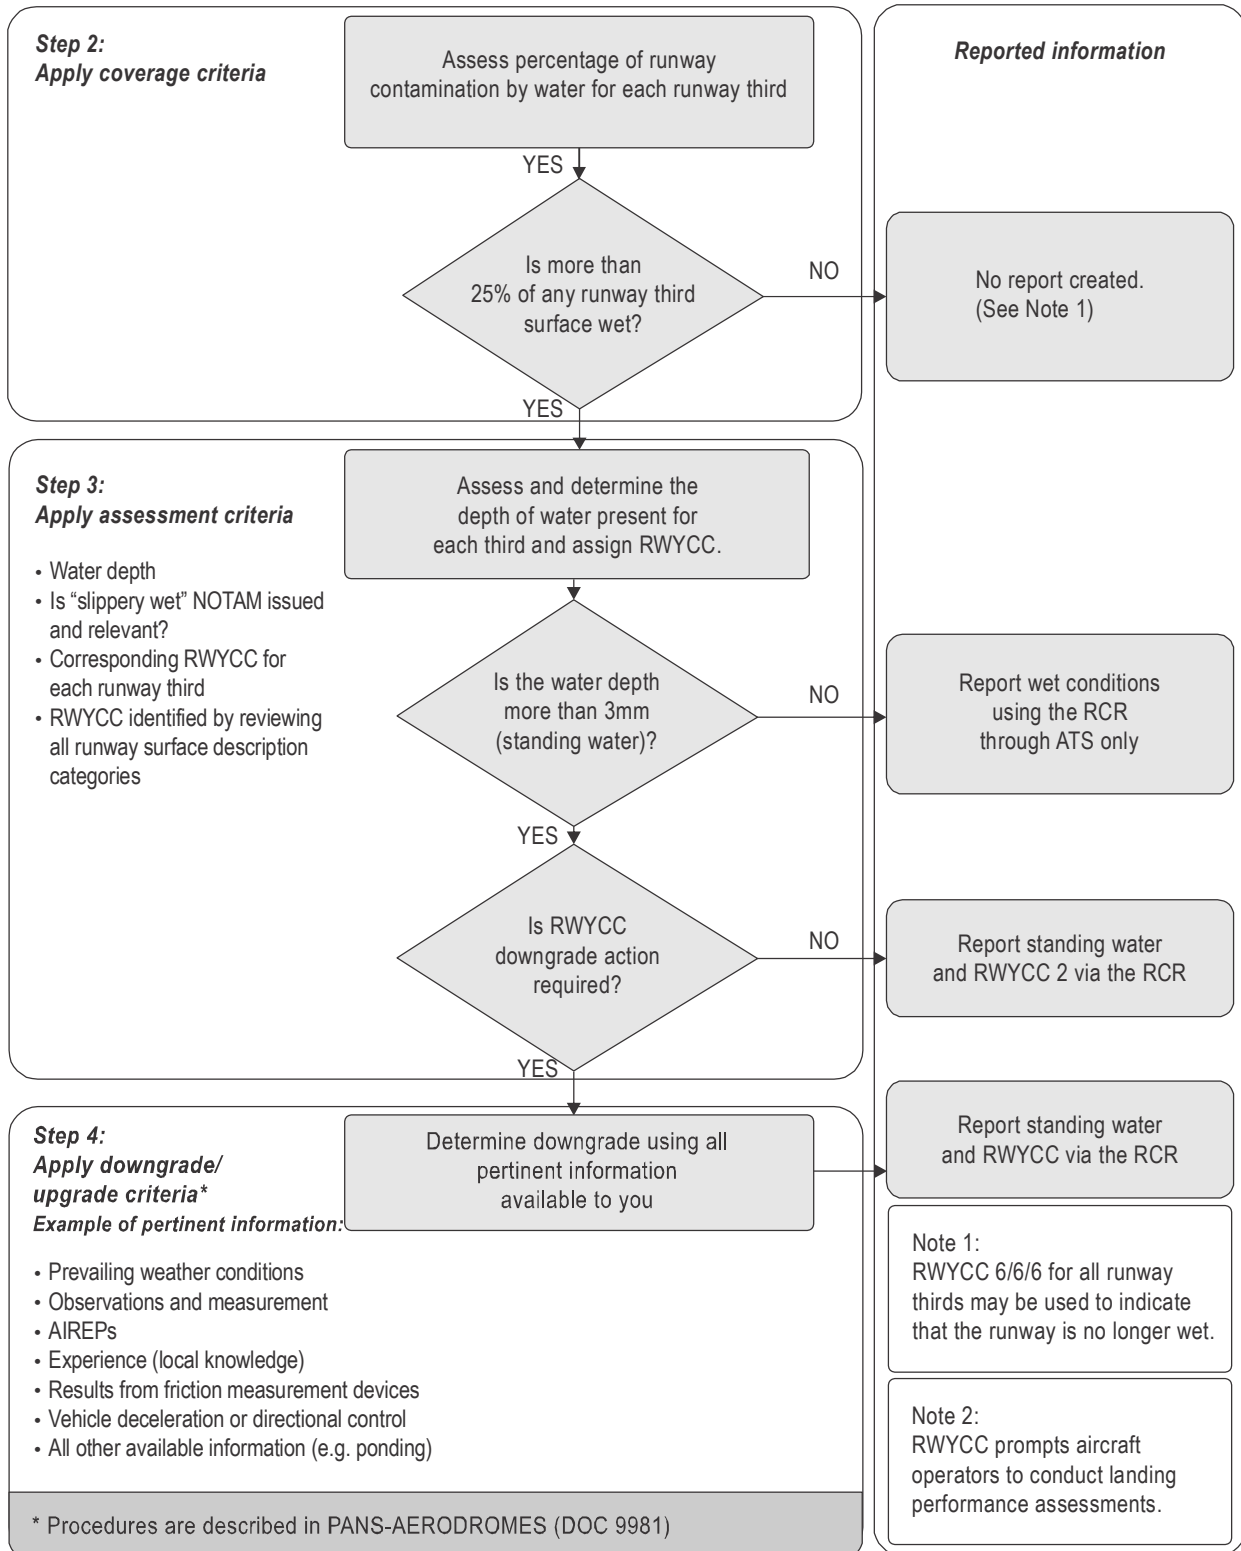 Step 2:
Apply coverage criteria
Assess percentage of runway
contamination by water for each runway third
YES
Is more than
25% of any runway third
surface wet?
NO
YES
Reported information
No report created.
(See Note 1)
Step 3:
Apply assessment criteria
• Water depth
• Is “slippery wet” NOTAM issued
and relevant?
• Corresponding RWYCC for
each runway third
• RWYCC identified by reviewing
all runway surface description
categories
Assess and determine the
depth of water present for
each third and assign RWYCC.
Is the water depth
more than 3mm
(standing water)?
NO
Report wet conditions
using the RCR
through ATS only
YES
Is RWYCC
downgrade action
required?
NO
Report standing water
and RWYCC 2 via the RCR
YES
Step 4:
Apply downgrade/
upgrade criteria*
Example of pertinent information:
• Prevailing weather conditions
• Observations and measurement
• AIREPs
• Experience (local knowledge)
• Results from friction measurement devices
• Vehicle deceleration or directional control
• All other available information (e.g. ponding)
Determine downgrade using all
pertinent information
available to you
Report standing water
and RWYCC via the RCR
Note 1:
RWYCC 6/6/6 for all runway
thirds may be used to indicate
that the runway is no longer wet.
Note 2:
RWYCC prompts aircraft
operators to conduct landing
performance assessments.
* Procedures are described in PANS-AERODROMES (DOC 9981)